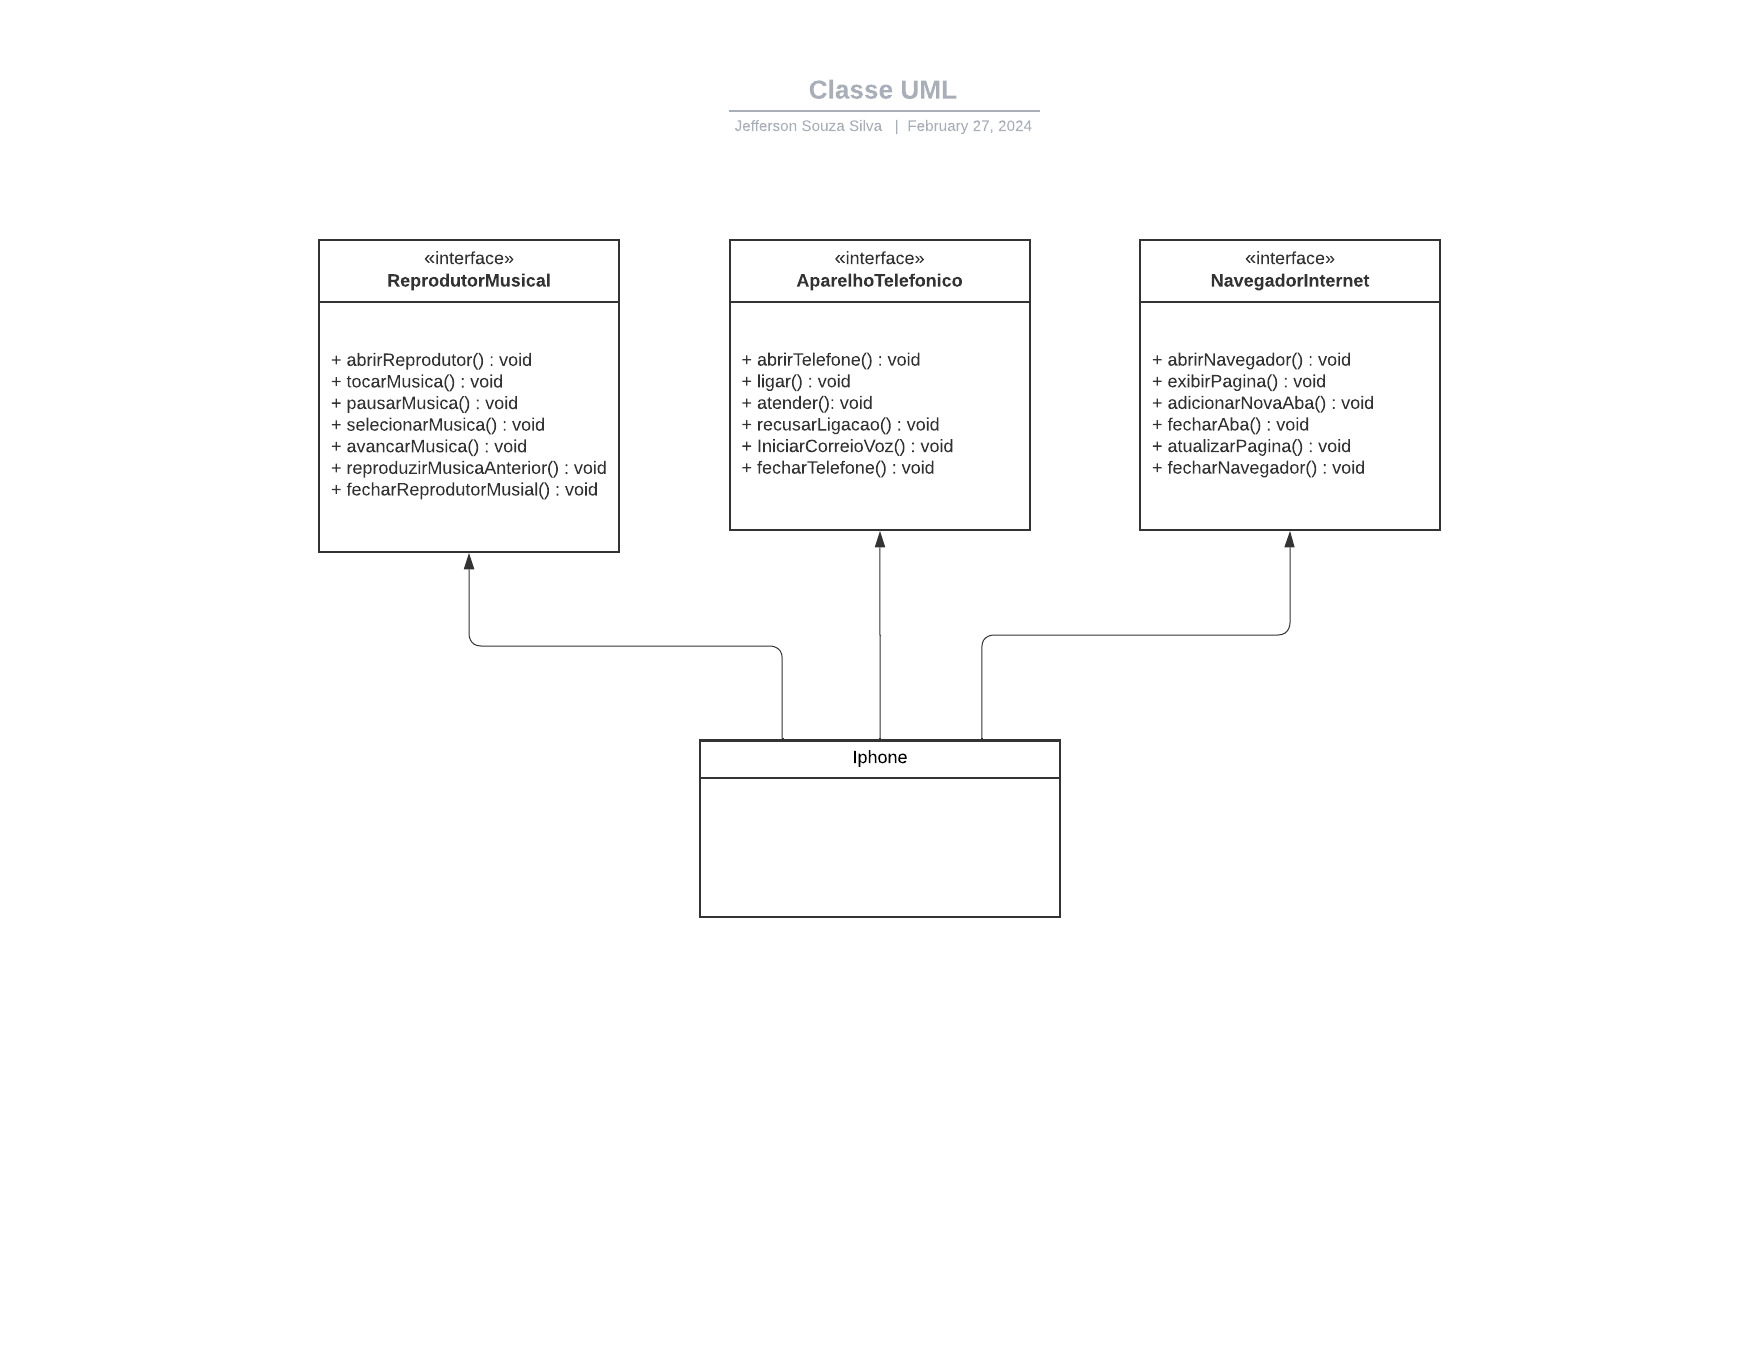 Classe UML
Jefferson Souza Silva | February 27, 2024
«interface»
ReprodutorMusical
+ abrirReprodutor() : void
+ tocarMusica() : void
+ pausarMusica() : void
+ selecionarMusica() : void
+ avancarMusica() : void
+ reproduzirMusicaAnterior() : void
+ fecharReprodutorMusial() : void
«interface»
AparelhoTelefonico
+ abrirTelefone() : void
+ ligar() : void
+ atender(): void
+ recusarLigacao() : void
+ IniciarCorreioVoz() : void
+ fecharTelefone() : void
«interface»
NavegadorInternet
+ abrirNavegador() : void
+ exibirPagina() : void
+ adicionarNovaAba() : void
+ fecharAba() : void
+ atualizarPagina() : void
+ fecharNavegador() : void
Iphone